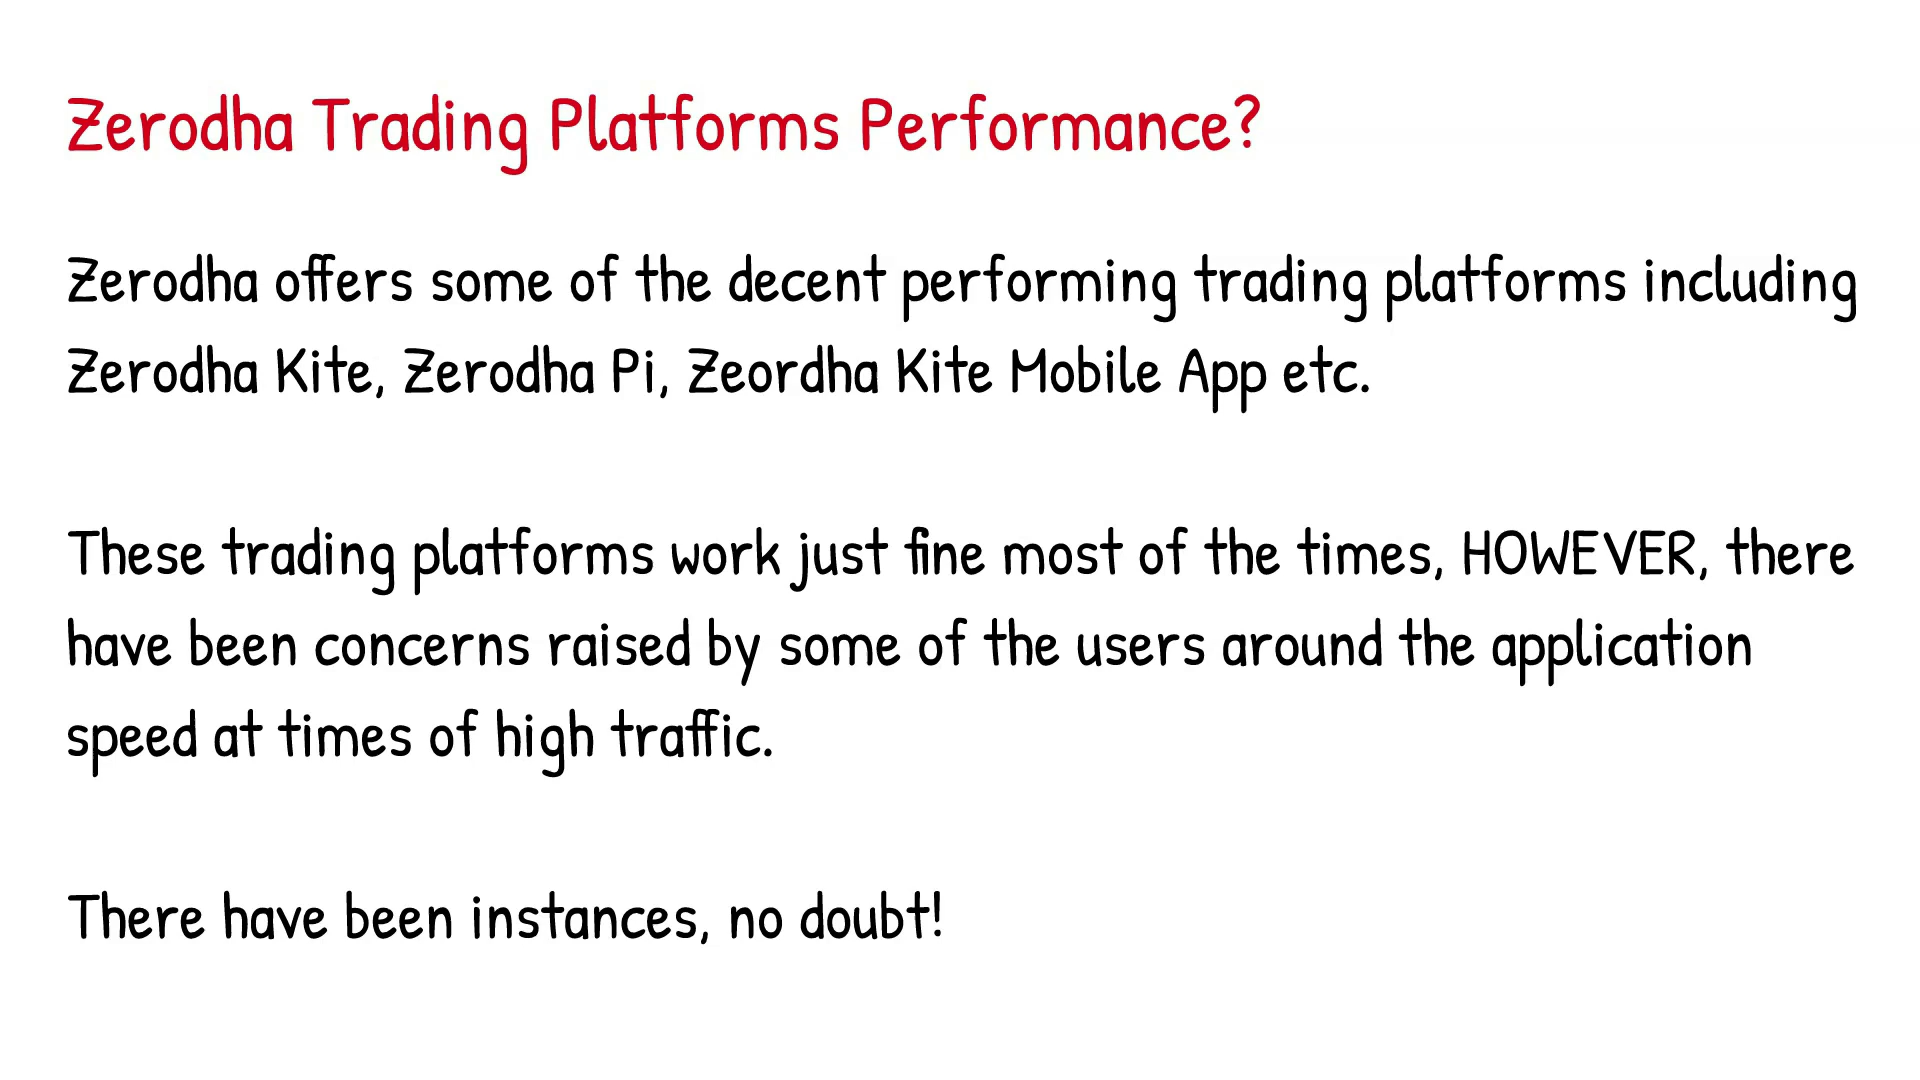 Zerodha Trading Platforms Performance?
Zerodha offers some of the decent performing trading platforms including
Zerodha Kite, Zerodha Pi, Zeordha Kite Mobile App etc.
These trading platforms work just fine most of the times, HOWEVER, there
have been concerns raised by some of the users around the application
speed at times of high traffic.
There have been instances, no doubt!